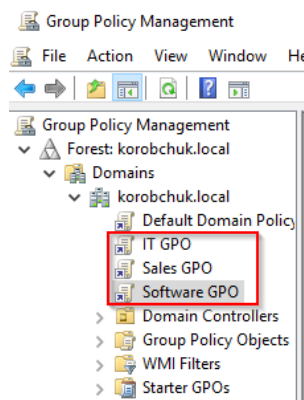 Group Policy Management
File Action View Window He
Group Policy Management
Forest: korobchuk.local
Domains
korobchuk.local
Default Domain Policy
IT GPO
Sales GPO
Software GPO
Domain Controllers
Group Policy Objects
WMI Filters
Starter GPOs